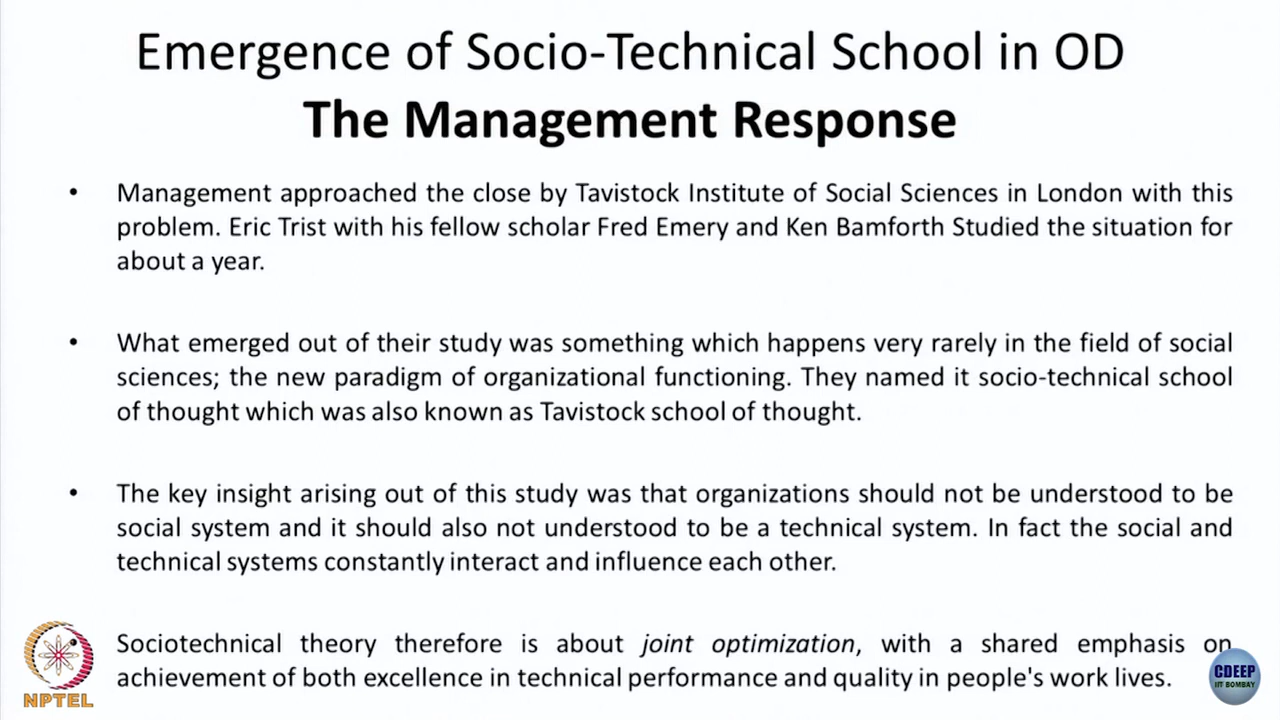 Emergence of Socio-Technical School in OD
The Management Response
• Management approached the close by Tavistock Institute of Social Sciences in London with this
problem. Eric Trist with his fellow scholar Fred Emery and Ken Bamforth Studied the situation for
about a year.
• What emerged out of their study was something which happens very rarely in the field of social
sciences; the new paradigm of organizational functioning. They named it socio-technical school
of thought which was also known as Tavistock school of thought.
• The key insight arising out of this study was that organizations should not be understood to be
social system and it should also not understood to be a technical system. In fact the social and
technical systems constantly interact and influence each other.
Sociotechnical theory therefore is about joint optimization, with a shared emphasis on
achievement of both excellence in technical performance and quality in people's work lives.
NPTEL
CDEEP
IIT BOMBAY